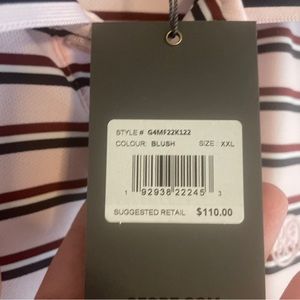 STYLE # G4MF22K122
COLOUR: BLUSH SIZE: XXL
1 92938 22245 3
SUGGESTED RETAIL $110.00